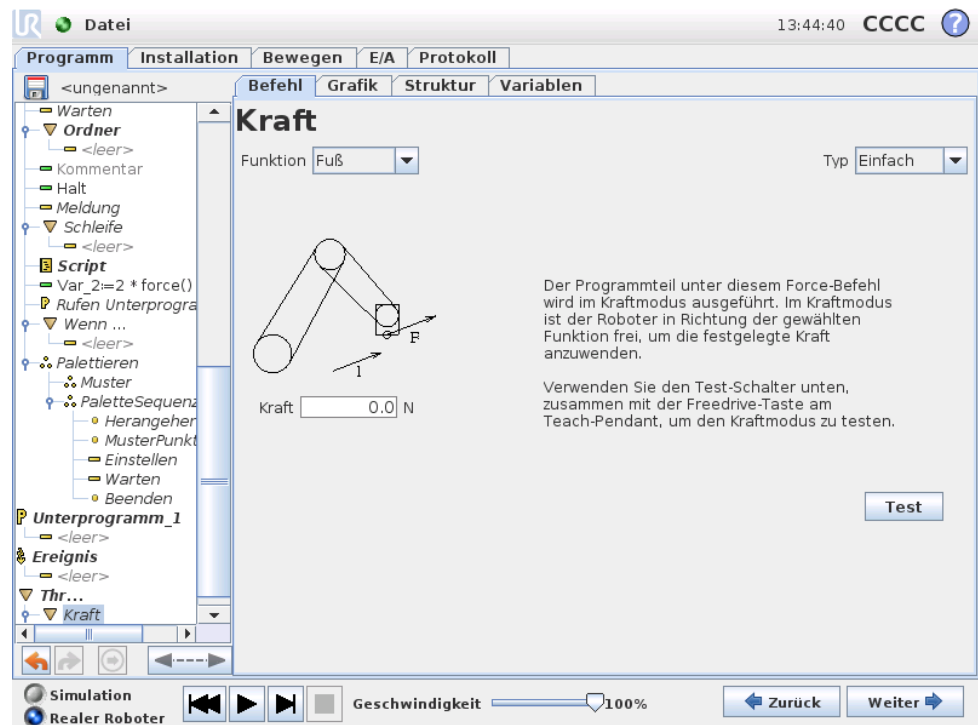 UR Datei 13:44:40 CCCC ?
Programm Installation Bewegen E/A Protokoll
<ungenannt>
Befehl Grafik Struktur Variablen
Warten
Ordner
<leer>
Kommentar
Halt
Meldung
Schleife
<leer>
Script
Var_2:=2 * force()
Rufen Unterprogra
Wenn ...
<leer>
Palettieren
Muster
PaletteSequenz
Herangeher
MusterPunkt
Einstellen
Warten
Beenden
P Unterprogramm_1
<leer>
Ereignis
<leer>
Thr...
Kraft
Kraft
Funktion Fuß
Typ Einfach
F
1
Kraft 0.0 N
Der Programmteil unter diesem Force-Befehl
wird im Kraftmodus ausgeführt. Im Kraftmodus
ist der Roboter in Richtung der gewählten
Funktion frei, um die festgelegte Kraft
anzuwenden.
Verwenden Sie den Test-Schalter unten,
zusammen mit der Freedrive-Taste am
Teach-Pendant, um den Kraftmodus zu testen.
Test
Simulation
Realer Roboter
Geschwindigkeit 100%
Zurück
Weiter